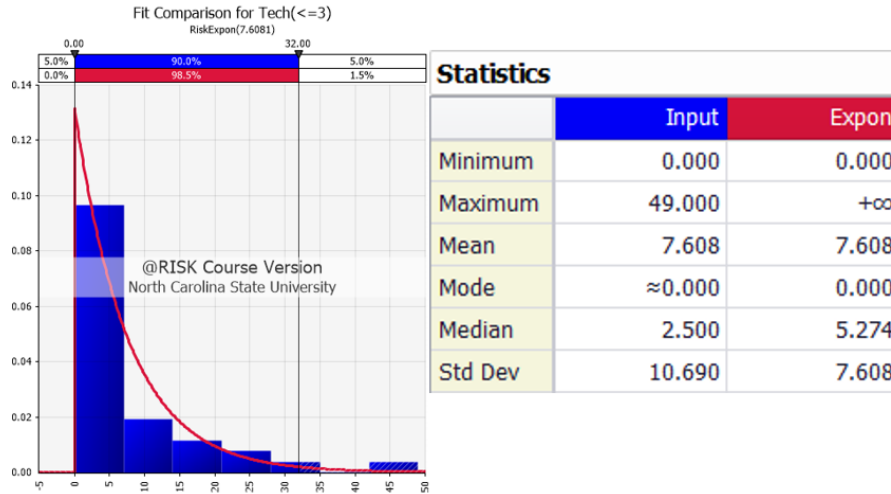 Fit Comparison for Tech(<=3)
RiskExpon(7.6081)
0.00 32.00
5.0% 90.0% 5.0%
0.0% 98.5% 1.5%
0.14
0.12
0.10
0.08
0.06
0.04
0.02
0.00
@RISK Course Version
North Carolina State University
-5 0 5 10 15 20 25 30 35 40 45 50
Statistics
Input Expon
Minimum 0.000 0.000
Maximum 49.000 +∞
Mean 7.608 7.608
Mode ≈0.000 0.000
Median 2.500 5.274
Std Dev 10.690 7.608